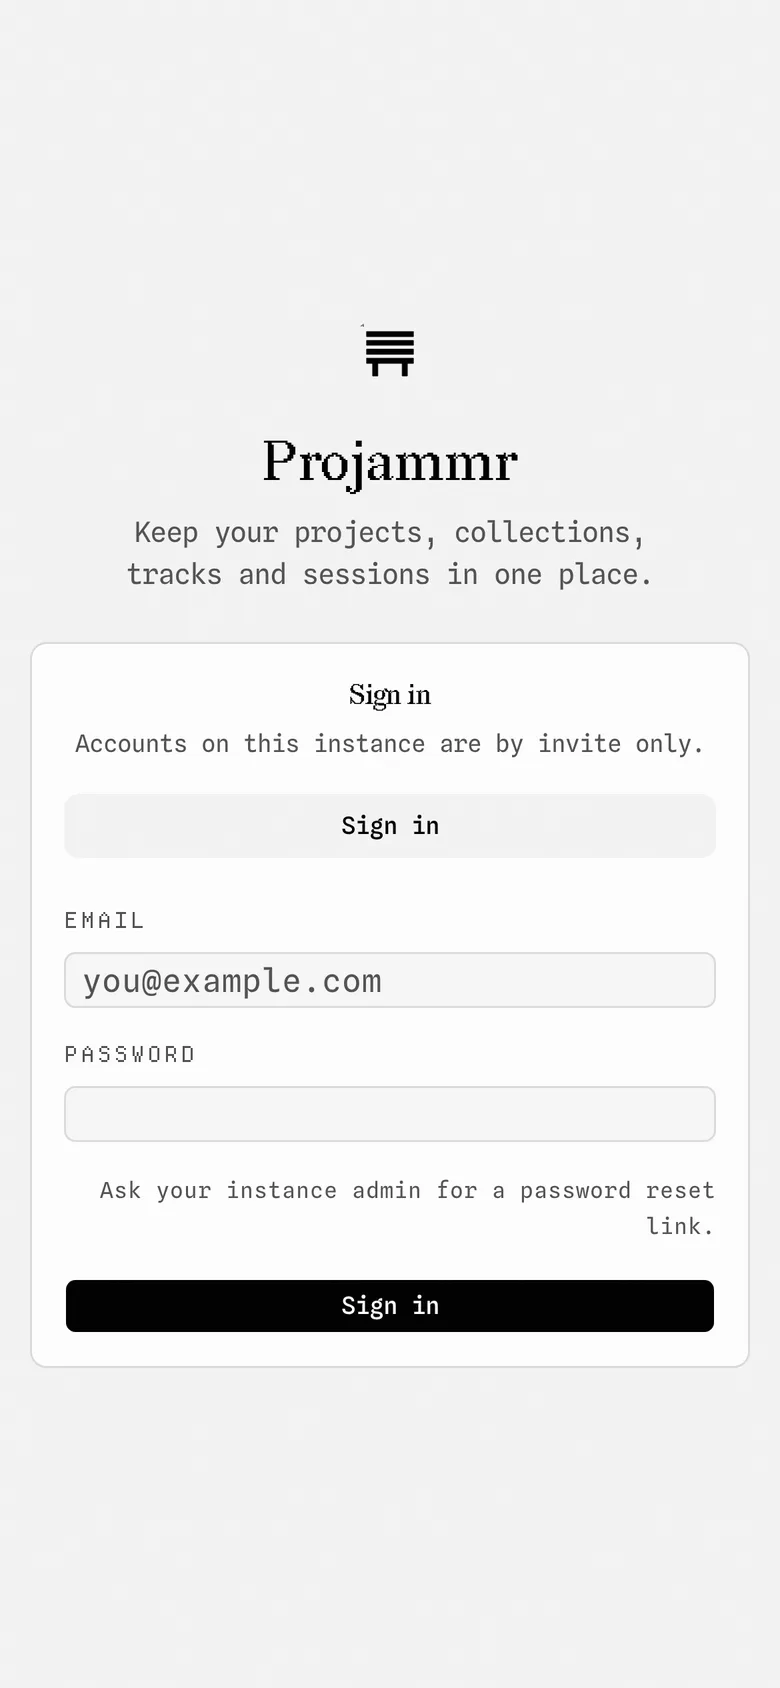 Projammr
Keep your projects, collections,
tracks and sessions in one place.
Sign in
Accounts on this instance are by invite only.
Sign in
EMAIL
you@example.com
PASSWORD
Ask your instance admin for a password reset
link.
Sign in